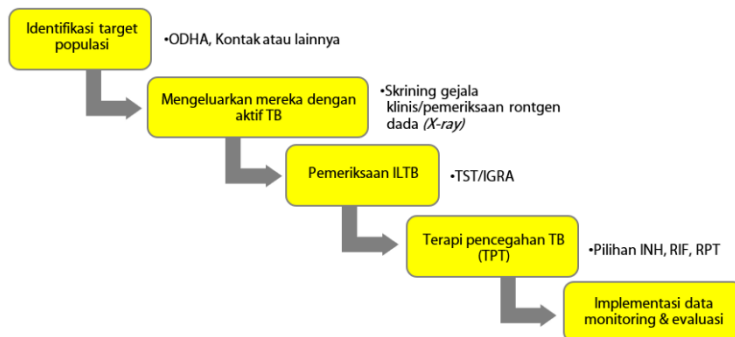 Identifikasi target
populasi
•ODHA, Kontak atau lainnya
Mengeluarkan mereka dengan
aktif TB
•Skrining gejala
klinis/pemeriksaan rontgen
dada (X-ray)
Pemeriksaan ILTB
•TST/IGRA
Terapi pencegahan TB
(TPT)
•Pilihan INH, RIF, RPT
Implementasi data
monitoring & evaluasi